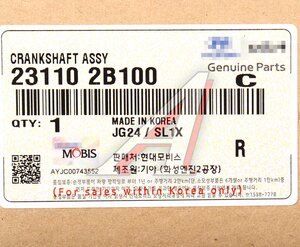 CRANKSHAFT ASSY
23110 2B100
Genuine Parts
C
QTY: 1
MADE IN KOREA
JG24 / SL1X
R
MOBIS
AYJC00743852
판매처:현대모비스
제조원:기아 (화성엔진2공장)
(For sales within Korea only)